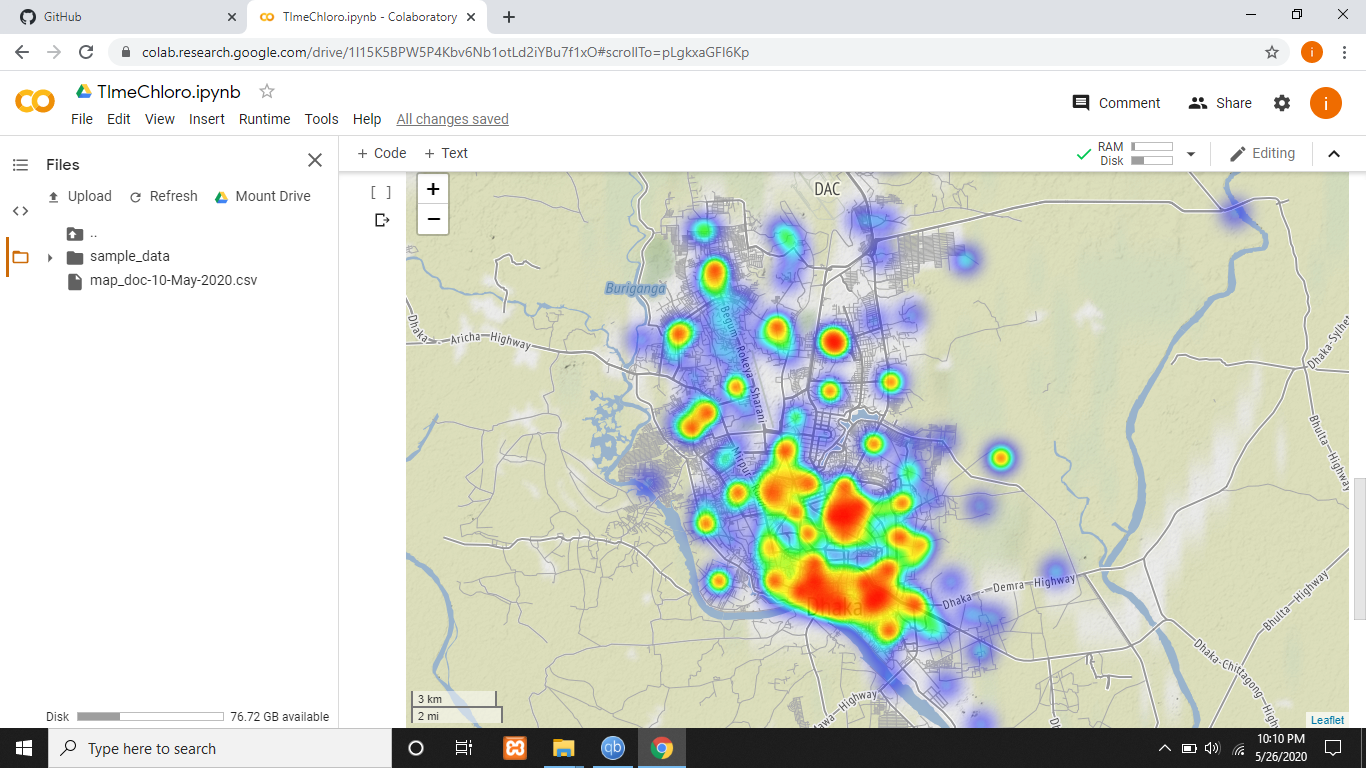 GitHub
TImeChloro.ipynb - Colaboratory
colab.research.google.com/drive/1I15K5BPW5P4Kbv6Nb1otLd2iYBu7f1xO#scrollTo=pLgkxaGFI6Kp
i
TImeChloro.ipynb
Comment
Share
i
File Edit View Insert Runtime Tools Help All changes saved
Files
+ Code + Text
RAM
Disk
Editing
Upload Refresh Mount Drive
..
sample_data
map_doc-10-May-2020.csv
[ ]
+
−
DAC
Buriganga
Dhaka - Aricha Highway
Begum Rokeya Sharani
Dhaka-Sylhet
Bhulta-Highway
Mirpur
Dhaka
Dhaka - Demra Highway
Bhulta-Highway
Dhaka-Chittagong-Highway
Mawa-Highway
3 km
2 mi
Leaflet
Disk 76.72 GB available
Type here to search
qb
10:10 PM
5/26/2020